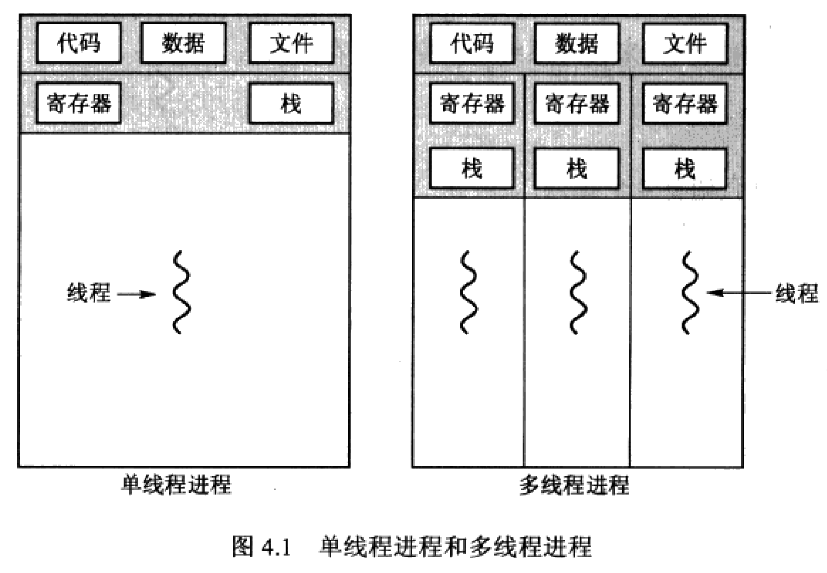 代码 数据 文件 代码 数据 文件
寄存器 栈 寄存器 寄存器 寄存器
栈 栈 栈
线程 线程
单线程进程 多线程进程
图 4.1 单线程进程和多线程进程